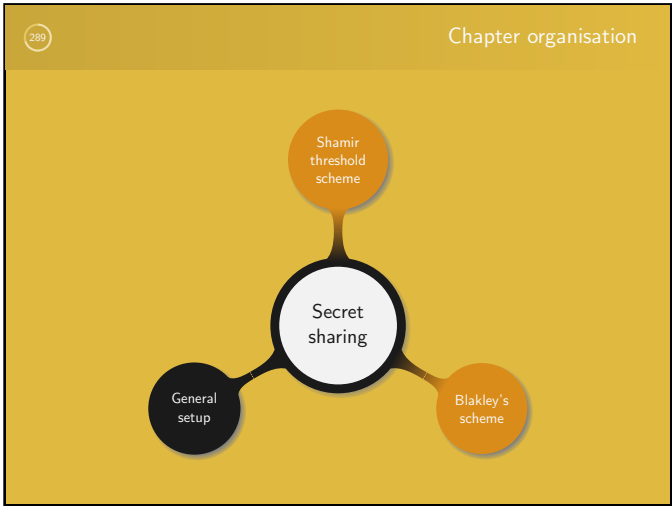 289
Chapter organisation
Shamir
threshold
scheme
Secret
sharing
General
setup
Blakley's
scheme